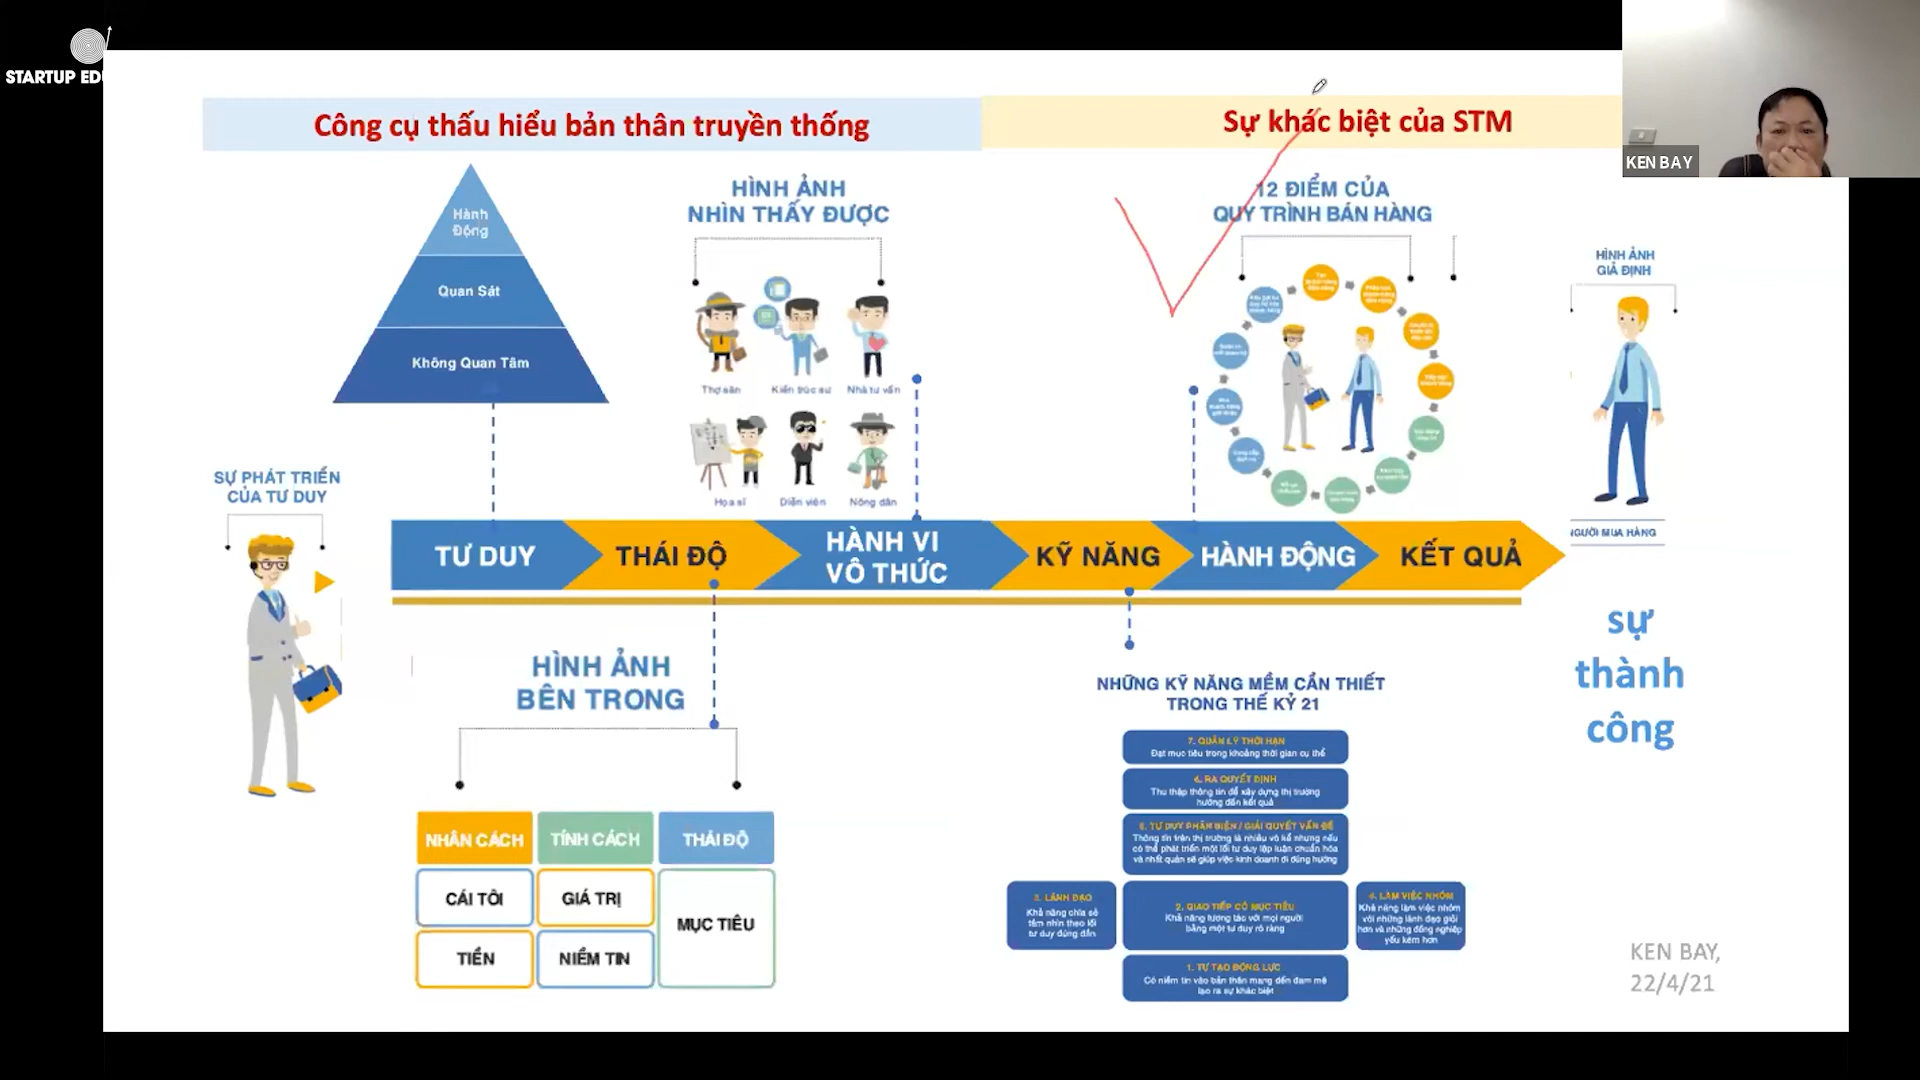 STARTUP EDU
Công cụ thấu hiểu bản thân truyền thống
Sự khác biệt của STM
KEN BAY
Hành
Động
Quan Sát
Không Quan Tâm
HÌNH ẢNH
NHÌN THẤY ĐƯỢC
Thợ săn
Kiến trúc sư
Nhà tư vấn
Họa sĩ
Diễn viên
Nông dân
12 ĐIỂM CỦA
QUY TRÌNH BÁN HÀNG
HÌNH ẢNH
GIẢ ĐỊNH
NGƯỜI MUA HÀNG
SỰ PHÁT TRIỂN
CỦA TƯ DUY
TƯ DUY
THÁI ĐỘ
HÀNH VI
VÔ THỨC
KỸ NĂNG
HÀNH ĐỘNG
KẾT QUẢ
sự
thành
công
HÌNH ẢNH
BÊN TRONG
NHÂN CÁCH
TÍNH CÁCH
THÁI ĐỘ
CÁI TÔI
GIÁ TRỊ
MỤC TIÊU
TIỀN
NIỀM TIN
NHỮNG KỸ NĂNG MỀM CẦN THIẾT
TRONG THẾ KỶ 21
7. QUẢN LÝ THỜI HẠN
Đạt mục tiêu trong khoảng thời gian cụ thể
6. RA QUYẾT ĐỊNH
Thu thập thông tin để xây dựng thị trường
hướng đến kết quả
5. TƯ DUY PHẢN BIỆN / GIẢI QUYẾT VẤN ĐỀ
Thông tin trên thị trường là nhiều vô kể nhưng nếu
có thể phát triển một lối tư duy lập luận chuẩn hóa
và nhất quán sẽ giúp việc kinh doanh đi đúng hướng
3. LÃNH ĐẠO
Khả năng chia sẻ
tầm nhìn theo lối
tư duy đúng đắn
2. GIAO TIẾP CÓ MỤC TIÊU
Khả năng tương tác với mọi người
bằng một tư duy rõ ràng
4. LÀM VIỆC NHÓM
Khả năng làm việc nhóm
với những lãnh đạo giỏi
hơn và những đồng nghiệp
yếu kém hơn
1. TỰ TẠO ĐỘNG LỰC
Có niềm tin vào bản thân mang đến đam mê
tạo ra sự khác biệt
KEN BAY,
22/4/21